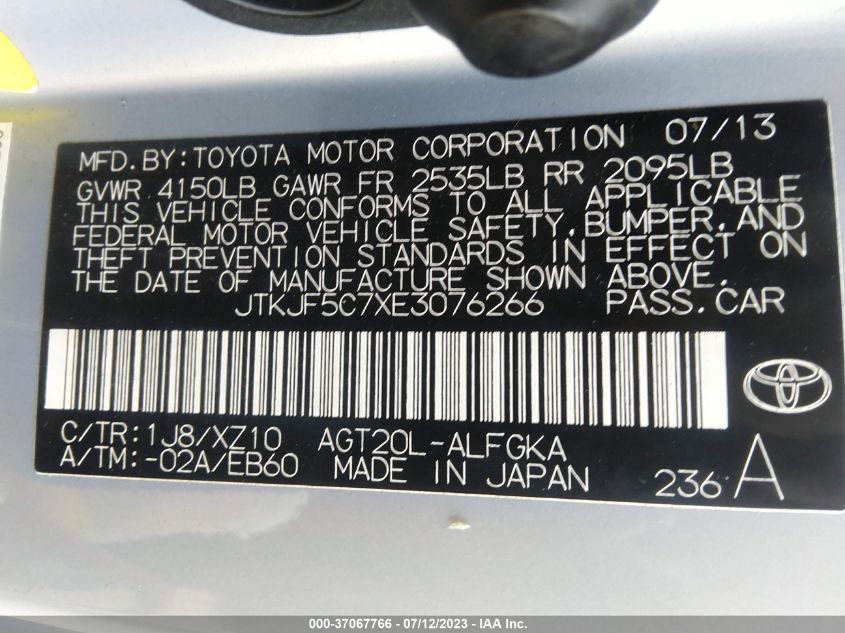 MFD.BY:TOYOTA MOTOR CORPORATION 07/13
GVWR 4150LB GAWR FR 2535LB RR 2095LB
THIS VEHICLE CONFORMS TO ALL APPLICABLE
FEDERAL MOTOR VEHICLE SAFETY,BUMPER,AND
THEFT PREVENTION STANDARDS IN EFFECT ON
THE DATE OF MANUFACTURE SHOWN ABOVE.
JTKJF5C7XE3076266 PASS.CAR
C/TR:1J8/XZ10 AGT20L-ALFGKA
A/TM:-02A/EB60 MADE IN JAPAN 236 A
000-37067766 - 07/12/2023 - IAA Inc.